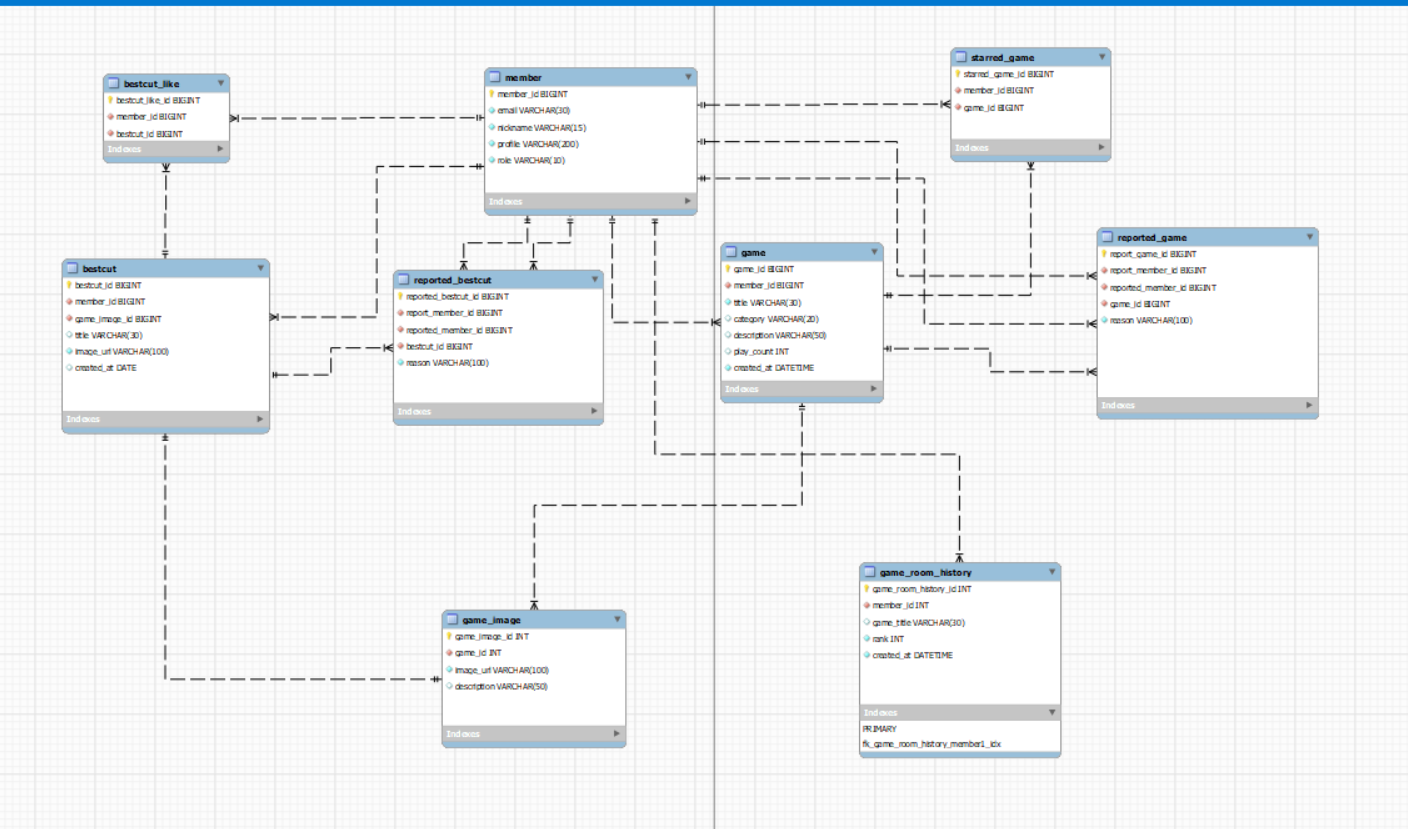 bestcut_like
bestcut_like_id BIGINT
member_id BIGINT
bestcut_id BIGINT
Indexes
member
member_id BIGINT
email VARCHAR(30)
nickname VARCHAR(15)
profile VARCHAR(200)
role VARCHAR(10)
Indexes
starred_game
starred_game_id BIGINT
member_id BIGINT
game_id BIGINT
Indexes
bestcut
bestcut_id BIGINT
member_id BIGINT
game_image_id BIGINT
title VARCHAR(30)
image_url VARCHAR(100)
created_at DATE
Indexes
reported_bestcut
reported_bestcut_id BIGINT
report_member_id BIGINT
reported_member_id BIGINT
bestcut_id BIGINT
reason VARCHAR(100)
Indexes
game
game_id BIGINT
member_id BIGINT
title VARCHAR(30)
category VARCHAR(20)
description VARCHAR(50)
play_count INT
created_at DATETIME
Indexes
reported_game
report_game_id BIGINT
report_member_id BIGINT
reported_member_id BIGINT
game_id BIGINT
reason VARCHAR(100)
Indexes
game_image
game_image_id INT
game_id INT
image_url VARCHAR(100)
description VARCHAR(50)
Indexes
game_room_history
game_room_history_id INT
member_id INT
game_title VARCHAR(30)
rank INT
created_at DATETIME
Indexes
PRIMARY
fk_game_room_history_member1_idx